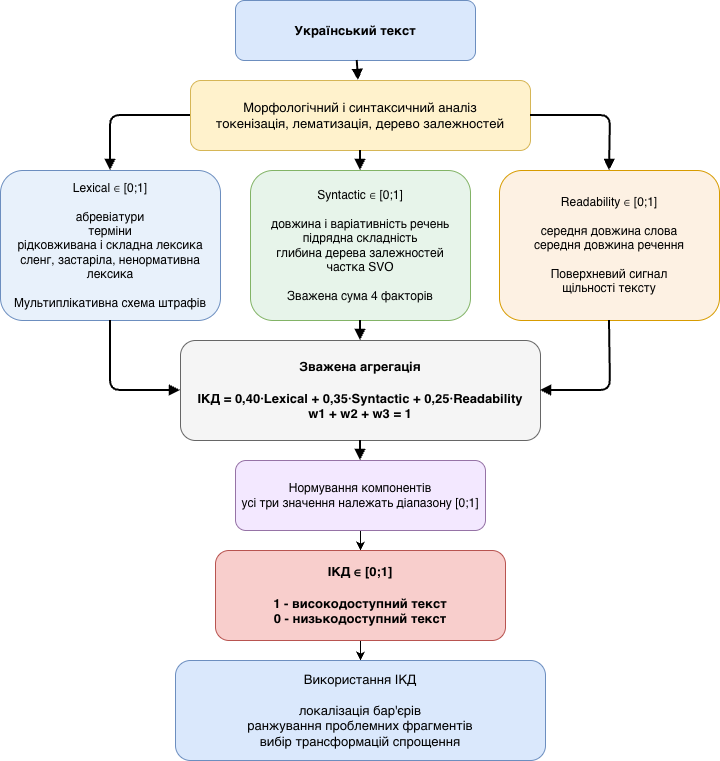 Український текст
Морфологічний і синтаксичний аналіз
токенізація, лематизація, дерево залежностей
Lexical ∈ [0;1]
абревіатури
терміни
рідковживана і складна лексика
сленг, застаріла, ненормативна
лексика
Мультиплікативна схема штрафів
Syntactic ∈ [0;1]
довжина і варіативність речень
підрядна складність
глибина дерева залежностей
частка SVO
Зважена сума 4 факторів
Readability ∈ [0;1]
середня довжина слова
середня довжина речення
Поверхневий сигнал
щільності тексту
Зважена агрегація
ІКД = 0,40·Lexical + 0,35·Syntactic + 0,25·Readability
w1 + w2 + w3 = 1
Нормування компонентів
усі три значення належать діапазону [0;1]
ІКД ∈ [0;1]
1 - високодоступний текст
0 - низькодоступний текст
Використання ІКД
локалізація бар'єрів
ранжування проблемних фрагментів
вибір трансформацій спрощення